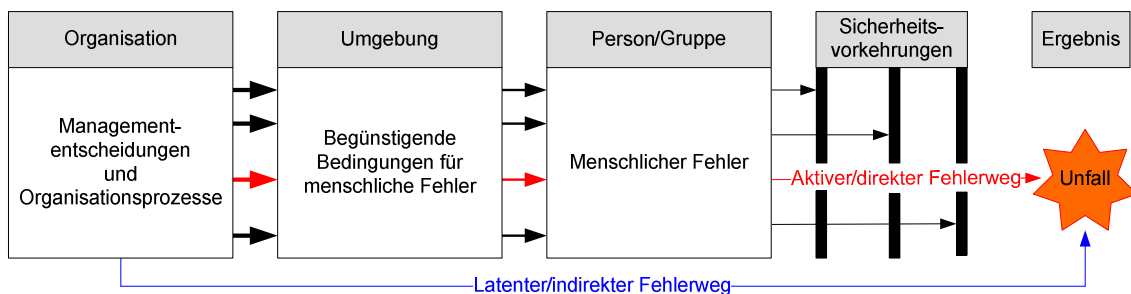 Organisation
Management-
entscheidungen
und
Organisationsprozesse
Umgebung
Begünstigende
Bedingungen für
menschliche Fehler
Person/Gruppe
Menschlicher Fehler
Sicherheits-
vorkehrungen
Aktiver/direkter Fehlerweg
Ergebnis
Unfall
Latenter/indirekter Fehlerweg